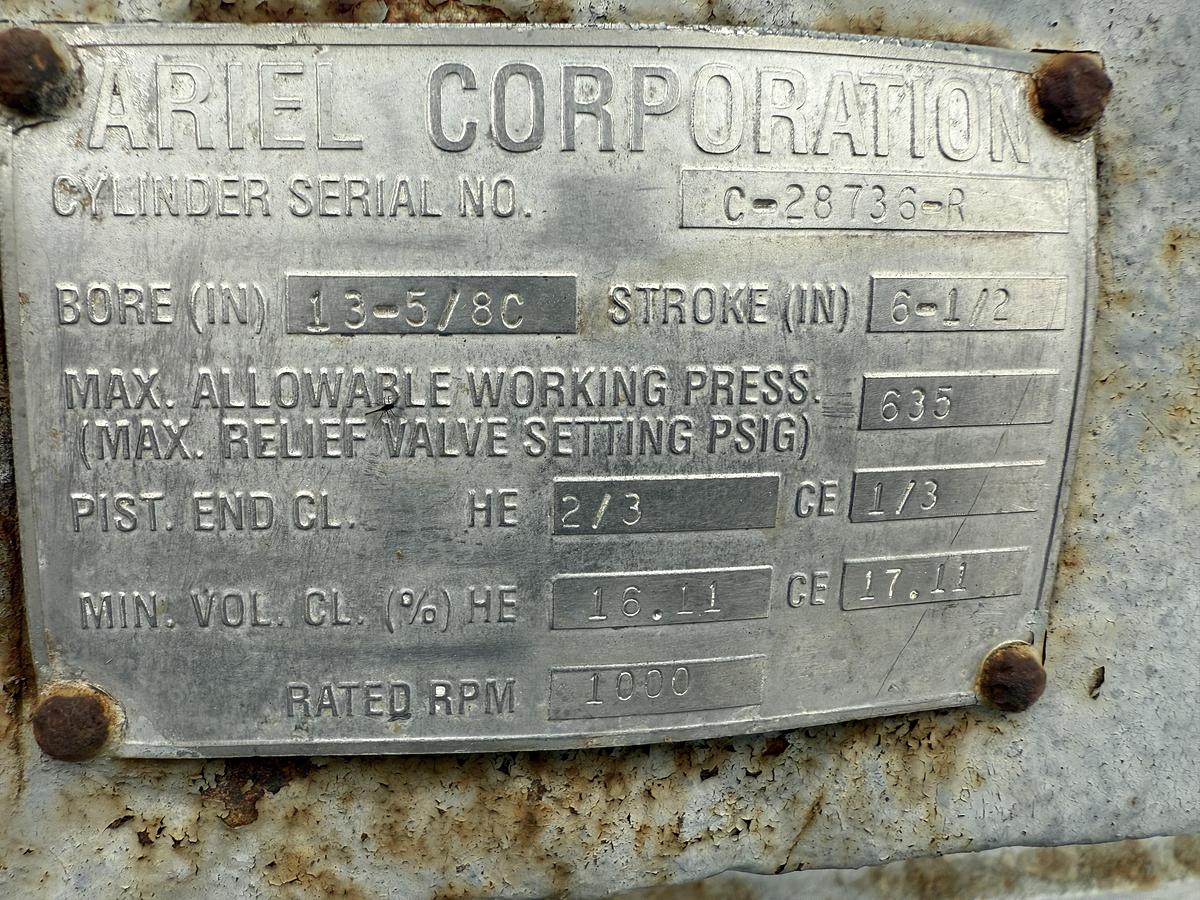 ARIEL CORPORATION
CYLINDER SERIAL NO. C-28736-R
BORE (IN) 13-5/8C STROKE (IN) 6-1/2
MAX. ALLOWABLE WORKING PRESS. 635
(MAX. RELIEF VALVE SETTING PSIG)
PIST. END CL. HE 2/3 CE 1/3
MIN. VOL. CL. (%) HE 16.11 CE 17.11
RATED RPM 1000